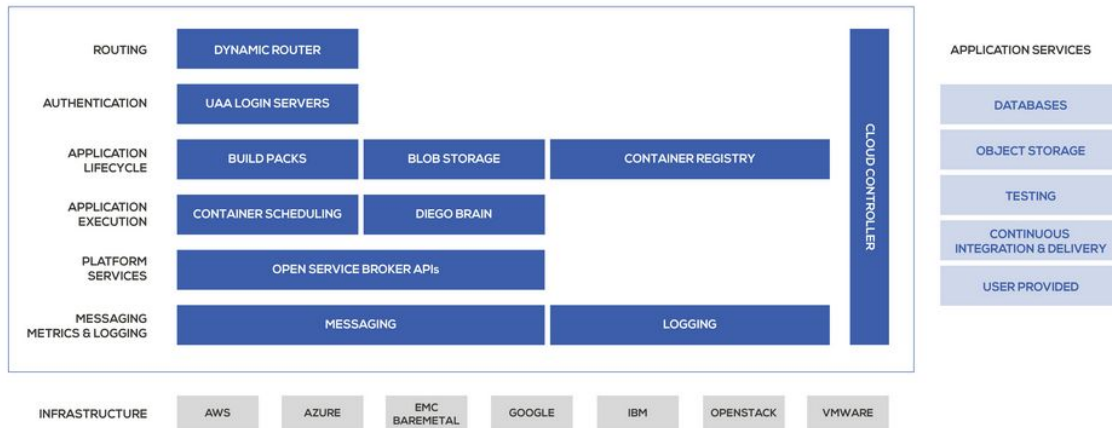 ROUTING
DYNAMIC ROUTER
AUTHENTICATION
UAA LOGIN SERVERS
APPLICATION
LIFECYCLE
BUILD PACKS
BLOB STORAGE
CONTAINER REGISTRY
APPLICATION
EXECUTION
CONTAINER SCHEDULING
DIEGO BRAIN
PLATFORM
SERVICES
OPEN SERVICE BROKER APIs
MESSAGING
METRICS & LOGGING
MESSAGING
LOGGING
CLOUD CONTROLLER
APPLICATION SERVICES
DATABASES
OBJECT STORAGE
TESTING
CONTINUOUS
INTEGRATION & DELIVERY
USER PROVIDED
INFRASTRUCTURE
AWS
AZURE
EMC
BAREMETAL
GOOGLE
IBM
OPENSTACK
VMWARE